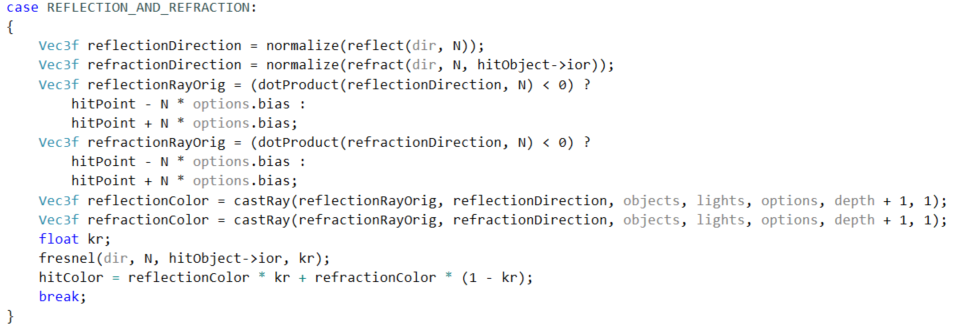 case REFLECTION_AND_REFRACTION:
{
    Vec3f reflectionDirection = normalize(reflect(dir, N));
    Vec3f refractionDirection = normalize(refract(dir, N, hitObject->ior));
    Vec3f reflectionRayOrig = (dotProduct(reflectionDirection, N) < 0) ?
        hitPoint - N * options.bias :
        hitPoint + N * options.bias;
    Vec3f refractionRayOrig = (dotProduct(refractionDirection, N) < 0) ?
        hitPoint - N * options.bias :
        hitPoint + N * options.bias;
    Vec3f reflectionColor = castRay(reflectionRayOrig, reflectionDirection, objects, lights, options, depth + 1, 1);
    Vec3f refractionColor = castRay(refractionRayOrig, refractionDirection, objects, lights, options, depth + 1, 1);
    float kr;
    fresnel(dir, N, hitObject->ior, kr);
    hitColor = reflectionColor * kr + refractionColor * (1 - kr);
    break;
}